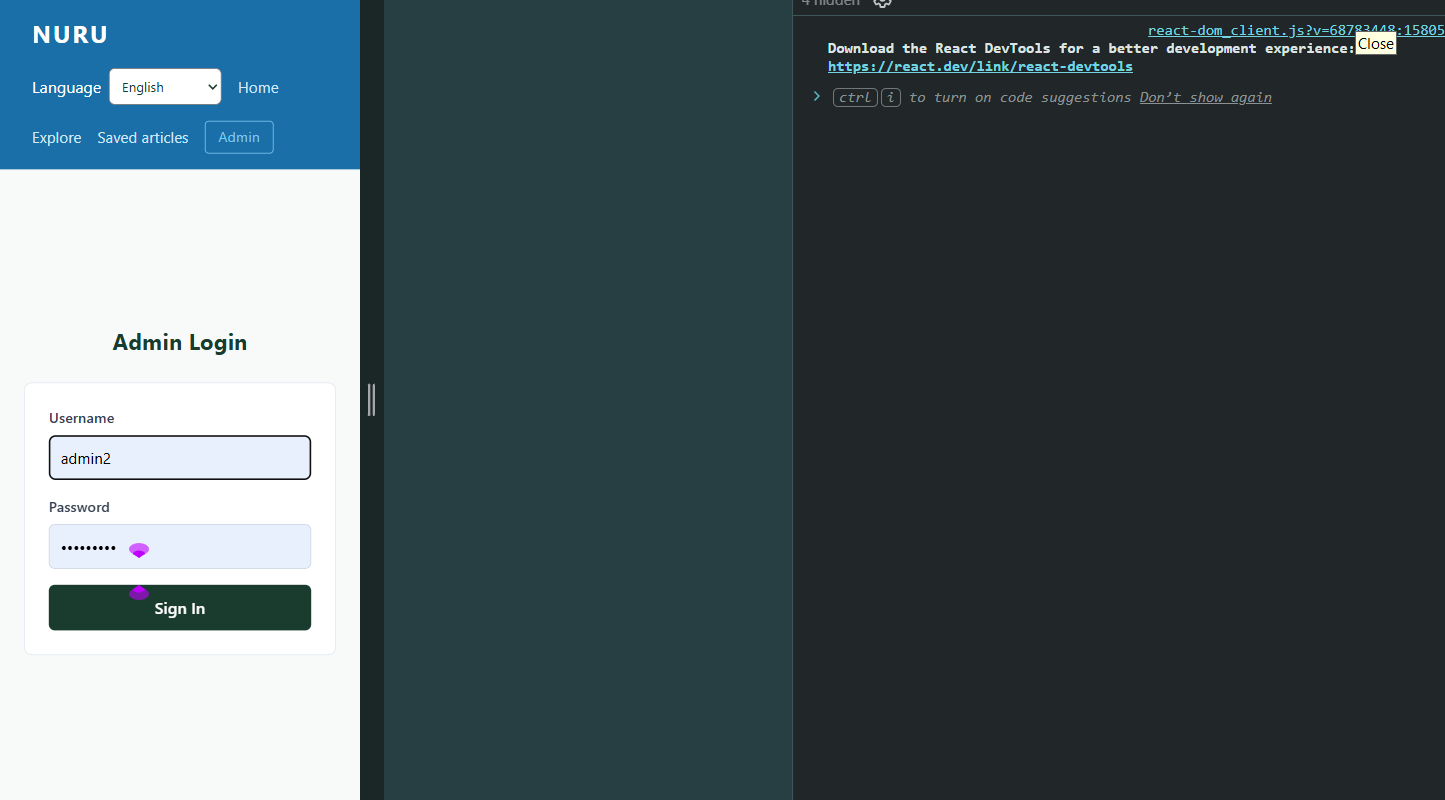 NURU
Language English Home
Explore Saved articles Admin
Admin Login
Username
admin2
Password
•••••••••
Sign In
4 hidden
react-dom_client.js?v=68783448:15805
Close
Download the React DevTools for a better development experience:
https://react.dev/link/react-devtools
ctrl i to turn on code suggestions Don’t show again